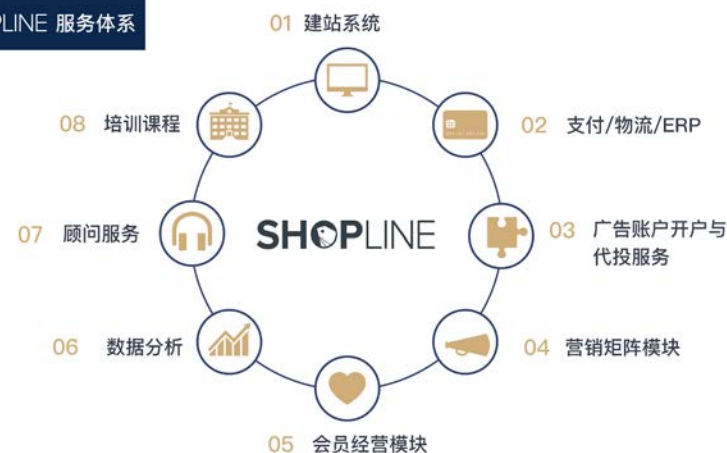 PLINE 服务体系
01 建站系统
02 支付/物流/ERP
03 广告账户开户与
代投服务
04 营销矩阵模块
05 会员经营模块
06 数据分析
07 顾问服务
08 培训课程
SHOPLINE